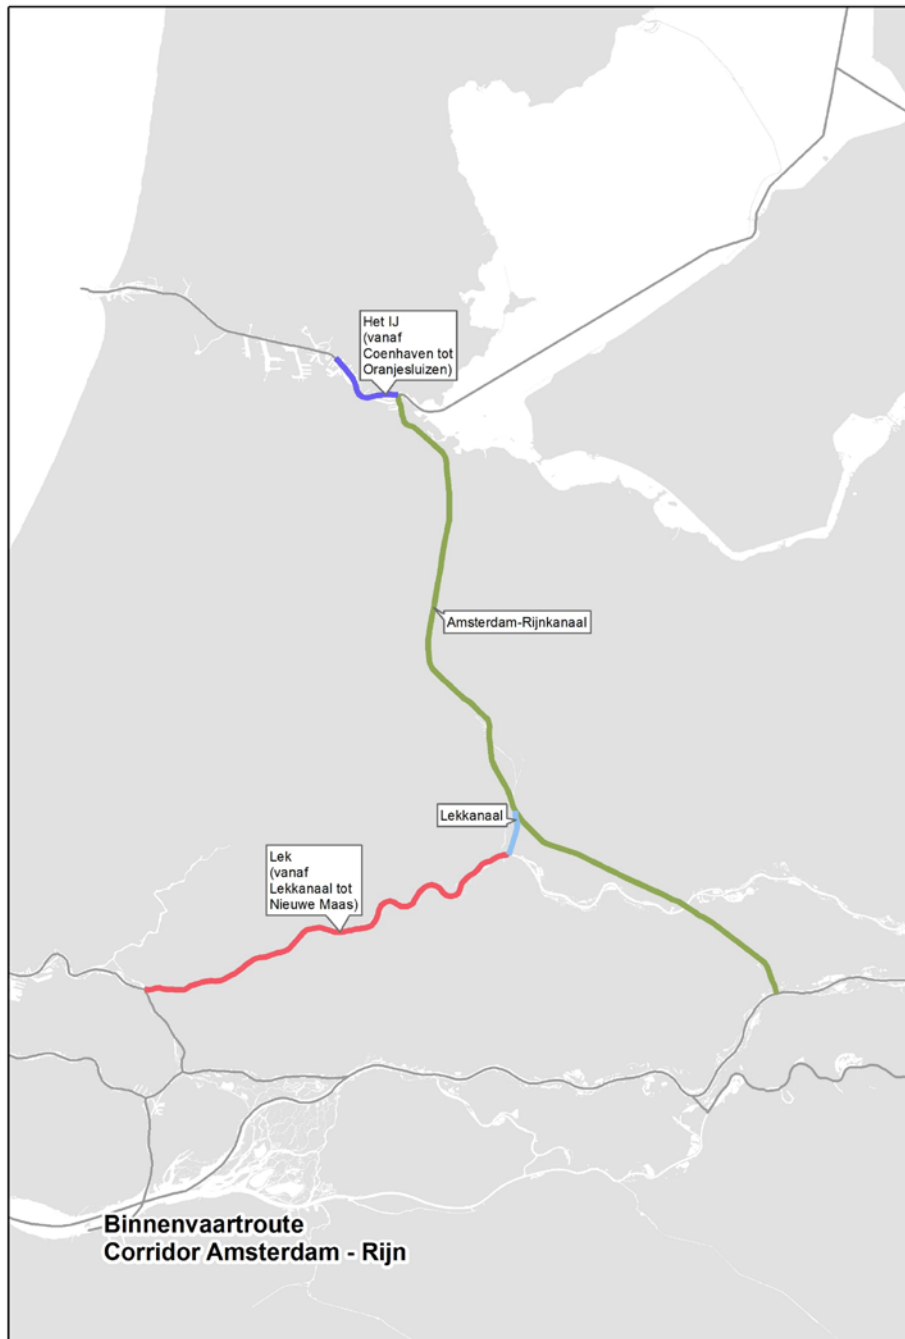 Het IJ
(vanaf
Coenhaven tot
Oranjesluizen)
Amsterdam-Rijnkanaal
Lekkanaal
Lek
(vanaf
Lekkanaal tot
Nieuwe Maas)
Binnenvaartroute
Corridor Amsterdam - Rijn